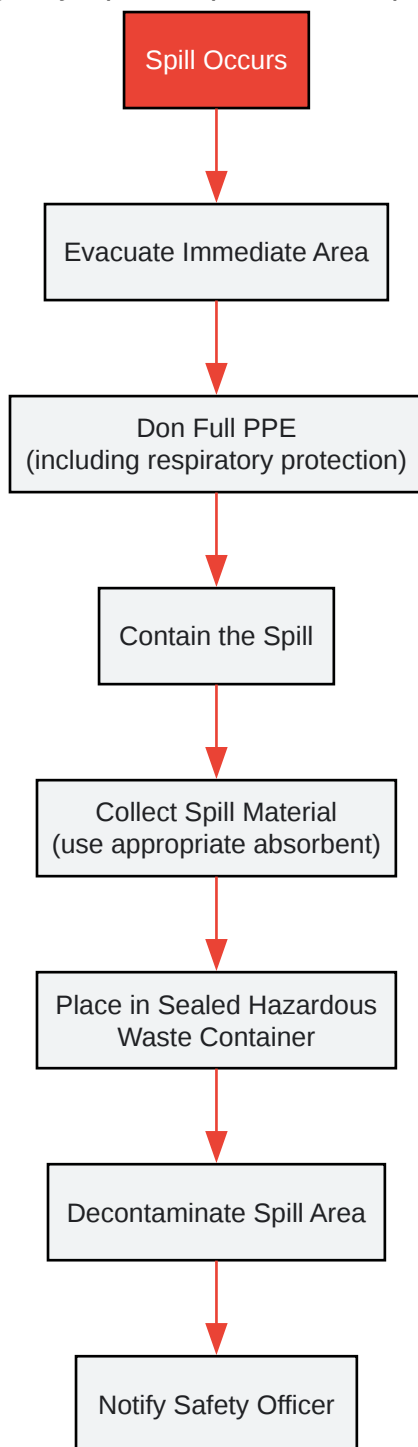 Spill Occurs
Evacuate Immediate Area
Don Full PPE
(including respiratory protection)
Contain the Spill
Collect Spill Material
(use appropriate absorbent)
Place in Sealed Hazardous
Waste Container
Decontaminate Spill Area
Notify Safety Officer